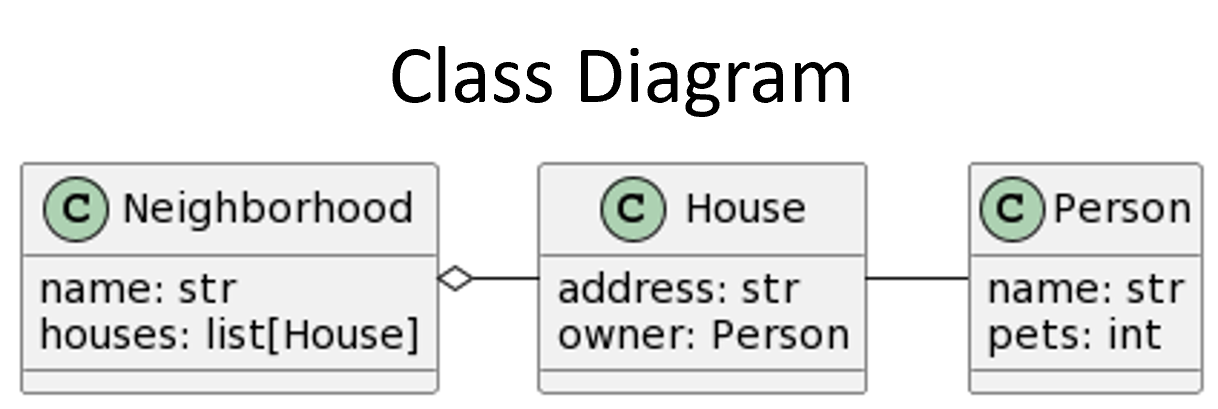 Class Diagram
C Neighborhood
name: str
houses: list[House]
C House
address: str
owner: Person
C Person
name: str
pets: int